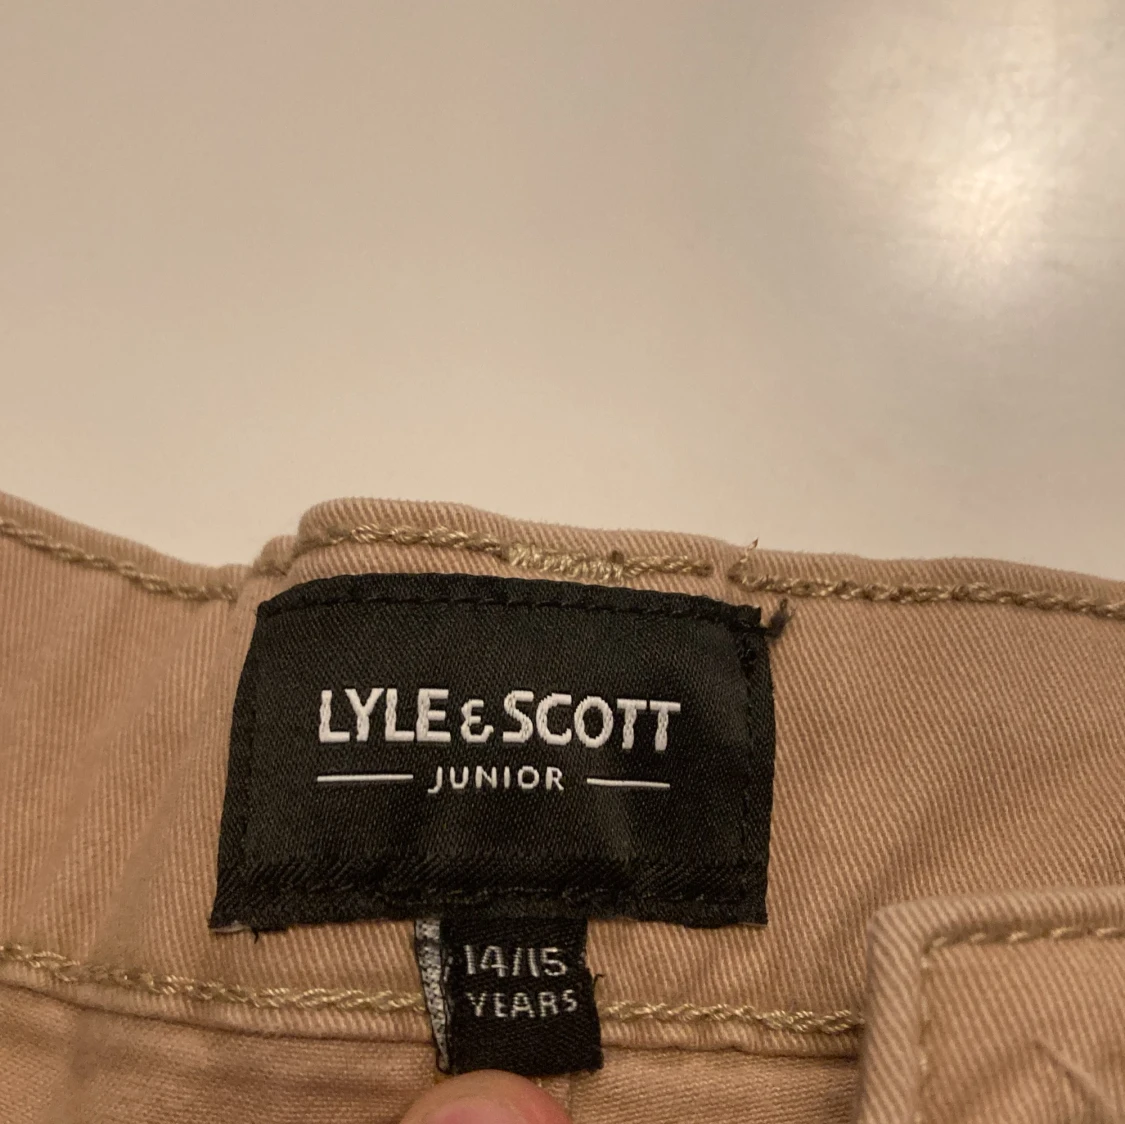 LYLE & SCOTT
JUNIOR
14/15
YEARS